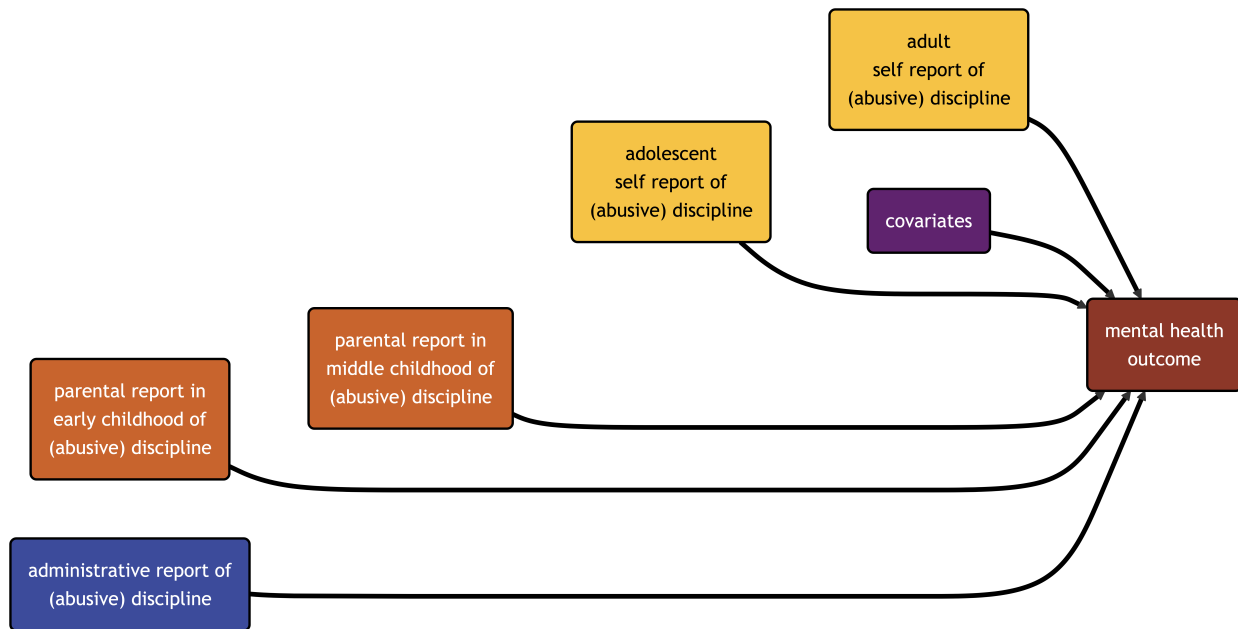 adult
self report of
(abusive) discipline
adolescent
self report of
(abusive) discipline
covariates
mental health
outcome
parental report in
middle childhood of
(abusive) discipline
parental report in
early childhood of
(abusive) discipline
administrative report of
(abusive) discipline